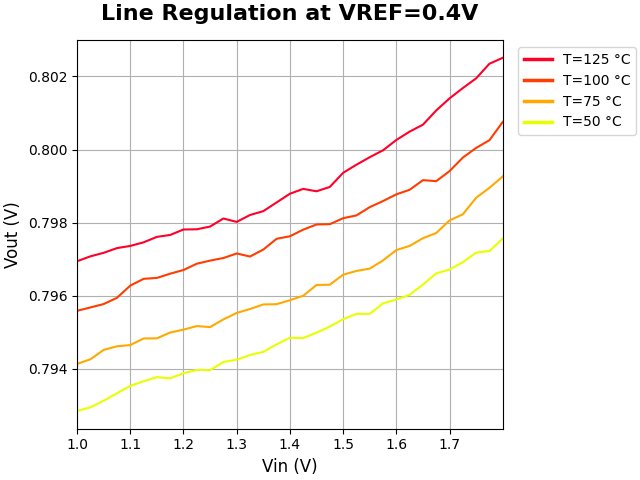 Line Regulation at VREF=0.4V
T=125 °C
T=100 °C
T=75 °C
T=50 °C
0.802
0.800
0.798
0.796
0.794
Vout (V)
1.0 1.1 1.2 1.3 1.4 1.5 1.6 1.7
Vin (V)